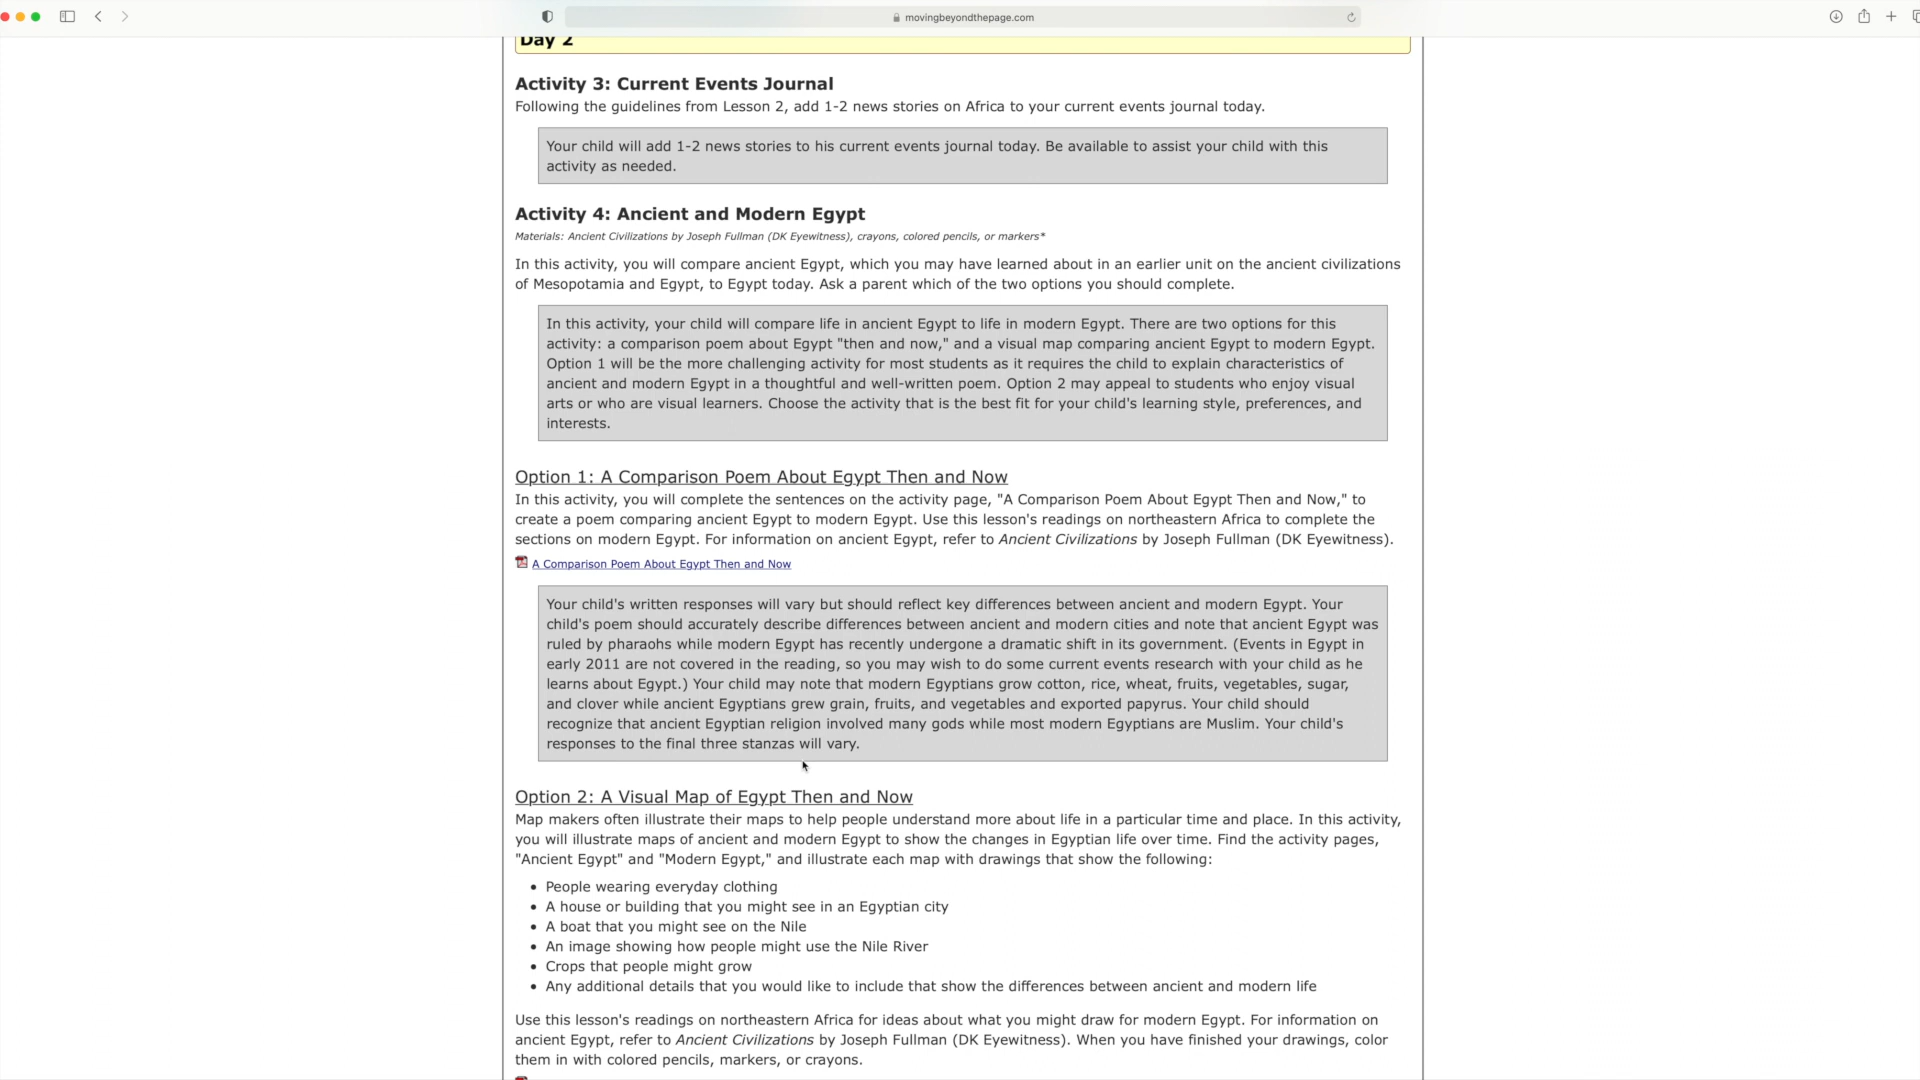 movingbeyondthepage.com
Day 2
Activity 3: Current Events Journal
Following the guidelines from Lesson 2, add 1-2 news stories on Africa to your current events journal today.
Your child will add 1-2 news stories to his current events journal today. Be available to assist your child with this
activity as needed.
Activity 4: Ancient and Modern Egypt
Materials: Ancient Civilizations by Joseph Fullman (DK Eyewitness), crayons, colored pencils, or markers*
In this activity, you will compare ancient Egypt, which you may have learned about in an earlier unit on the ancient civilizations
of Mesopotamia and Egypt, to Egypt today. Ask a parent which of the two options you should complete.
In this activity, your child will compare life in ancient Egypt to life in modern Egypt. There are two options for this
activity: a comparison poem about Egypt "then and now," and a visual map comparing ancient Egypt to modern Egypt.
Option 1 will be the more challenging activity for most students as it requires the child to explain characteristics of
ancient and modern Egypt in a thoughtful and well-written poem. Option 2 may appeal to students who enjoy visual
arts or who are visual learners. Choose the activity that is the best fit for your child's learning style, preferences, and
interests.
Option 1: A Comparison Poem About Egypt Then and Now
In this activity, you will complete the sentences on the activity page, "A Comparison Poem About Egypt Then and Now," to
create a poem comparing ancient Egypt to modern Egypt. Use this lesson's readings on northeastern Africa to complete the
sections on modern Egypt. For information on ancient Egypt, refer to Ancient Civilizations by Joseph Fullman (DK Eyewitness).
A Comparison Poem About Egypt Then and Now
Your child's written responses will vary but should reflect key differences between ancient and modern Egypt. Your
child's poem should accurately describe differences between ancient and modern cities and note that ancient Egypt was
ruled by pharaohs while modern Egypt has recently undergone a dramatic shift in its government. (Events in Egypt in
early 2011 are not covered in the reading, so you may wish to do some current events research with your child as he
learns about Egypt.) Your child may note that modern Egyptians grow cotton, rice, wheat, fruits, vegetables, sugar,
and clover while ancient Egyptians grew grain, fruits, and vegetables and exported papyrus. Your child should
recognize that ancient Egyptian religion involved many gods while most modern Egyptians are Muslim. Your child's
responses to the final three stanzas will vary.
Option 2: A Visual Map of Egypt Then and Now
Map makers often illustrate their maps to help people understand more about life in a particular time and place. In this activity,
you will illustrate maps of ancient and modern Egypt to show the changes in Egyptian life over time. Find the activity pages,
"Ancient Egypt" and "Modern Egypt," and illustrate each map with drawings that show the following:
• People wearing everyday clothing
• A house or building that you might see in an Egyptian city
• A boat that you might see on the Nile
• An image showing how people might use the Nile River
• Crops that people might grow
• Any additional details that you would like to include that show the differences between ancient and modern life
Use this lesson's readings on northeastern Africa for ideas about what you might draw for modern Egypt. For information on
ancient Egypt, refer to Ancient Civilizations by Joseph Fullman (DK Eyewitness). When you have finished your drawings, color
them in with colored pencils, markers, or crayons.